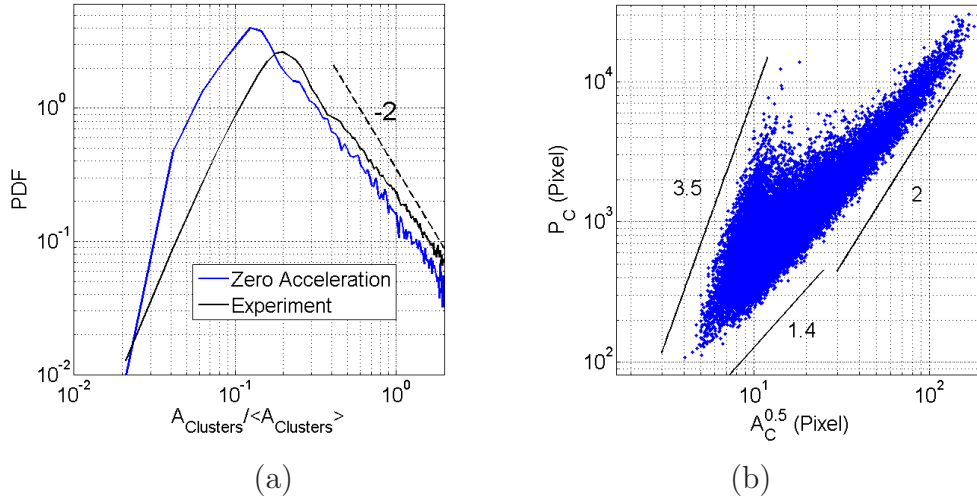 10^1
10^0
10^-1
10^-2
PDF
-2
Zero Acceleration
Experiment
10^-2
10^-1
10^0
A_Clusters/<A_Clusters>
(a)
10^4
10^3
10^2
P_C (Pixel)
3.5
2
1.4
10^1
10^2
A_C^0.5 (Pixel)
(b)